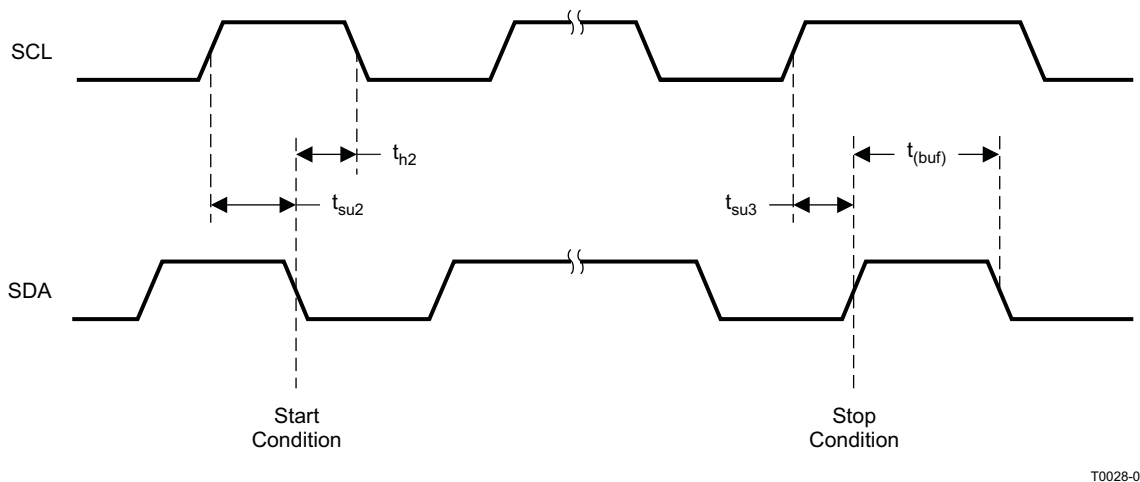 SCL
t_h2
t_(buf)
t_su2
t_su3
SDA
Start
Condition
Stop
Condition
T0028-0